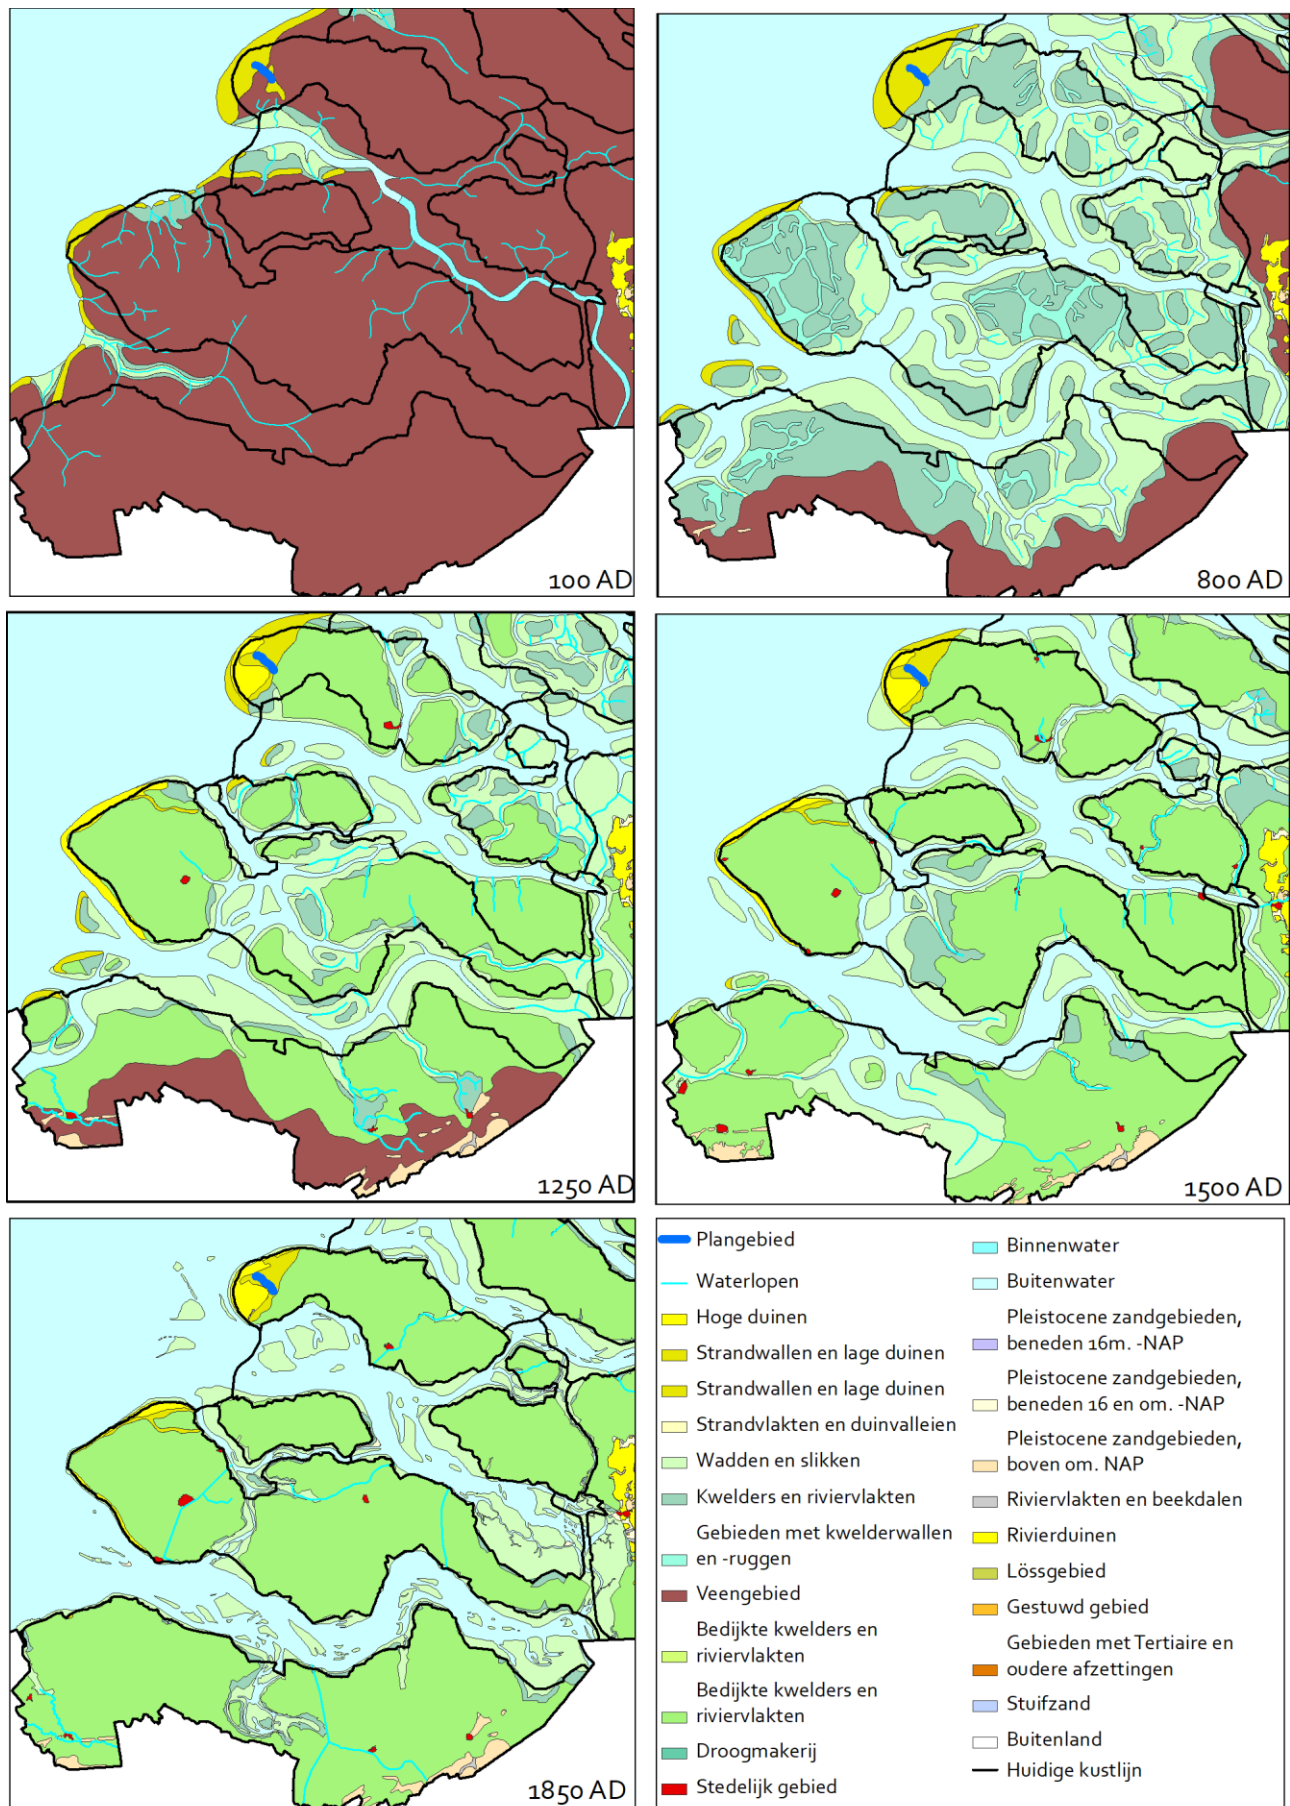 100 AD
800 AD
1250 AD
1500 AD
1850 AD
Plangebied
Waterlopen
Hoge duinen
Strandwallen en lage duinen
Strandwallen en lage duinen
Strandvlakten en duinvalleien
Wadden en slikken
Kwelders en riviervlakten
Gebieden met kwelderwallen
en -ruggen
Veengebied
Bedijkte kwelders en
riviervlakten
Bedijkte kwelders en
riviervlakten
Droogmakerij
Stedelijk gebied
Binnenwater
Buitenwater
Pleistocene zandgebieden,
beneden 16m. -NAP
Pleistocene zandgebieden,
beneden 16 en 0m. -NAP
Pleistocene zandgebieden,
boven 0m. NAP
Riviervlakten en beekdalen
Rivierduinen
Lössgebied
Gestuwd gebied
Gebieden met Tertiaire en
oudere afzettingen
Stuifzand
Buitenland
Huidige kustlijn